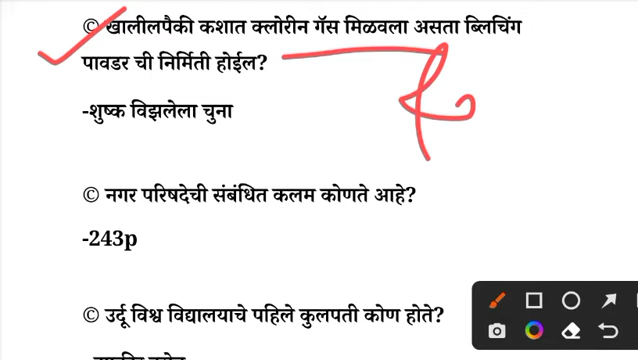 © खालीलपैकी कशात क्लोरीन गॅस मिळवला असता ब्लिचिंग
पावडर ची निर्मिती होईल?
-शुष्क विझलेला चुना
© नगर परिषदेची संबंधित कलम कोणते आहे?
-243p
© उर्दू विश्व विद्यालयाचे पहिले कुलपती कोण होते?